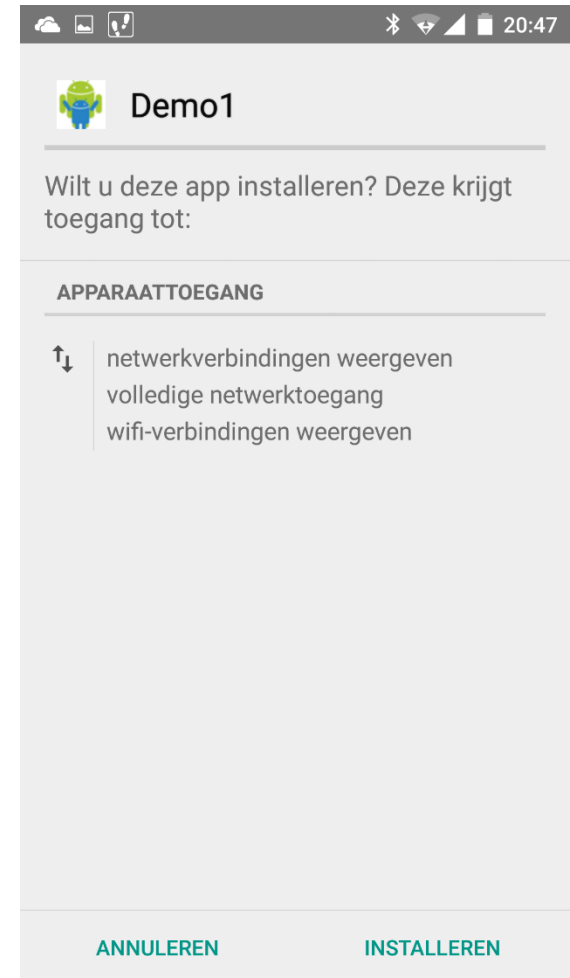 20:47
Demo1
Wilt u deze app installeren? Deze krijgt
toegang tot:
APPARAATTOEGANG
netwerkverbindingen weergeven
volledige netwerktoegang
wifi-verbindingen weergeven
ANNULEREN
INSTALLEREN